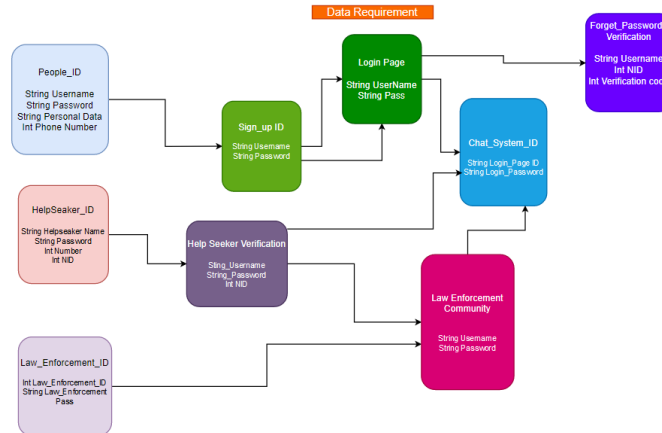 Data Requirement
People_ID
String Username
String Password
String Personal Data
Int Phone Number
Sign_up ID
String Username
String Password
Login Page
String UserName
String Pass
Forget_Password
Verification
String Username
Int NID
Int Verification cod
Chat_System_ID
String Login_Page ID
String Login_Password
HelpSeaker_ID
String Helpseaker Name
String Password
Int Number
Int NID
Help Seeker Verification
Sting_Username
String_Password
Int NID
Law Enforcement
Community
String Username
String Password
Law_Enforcement_ID
Int Law_Enforcement_ID
String Law_Enforcement
Pass